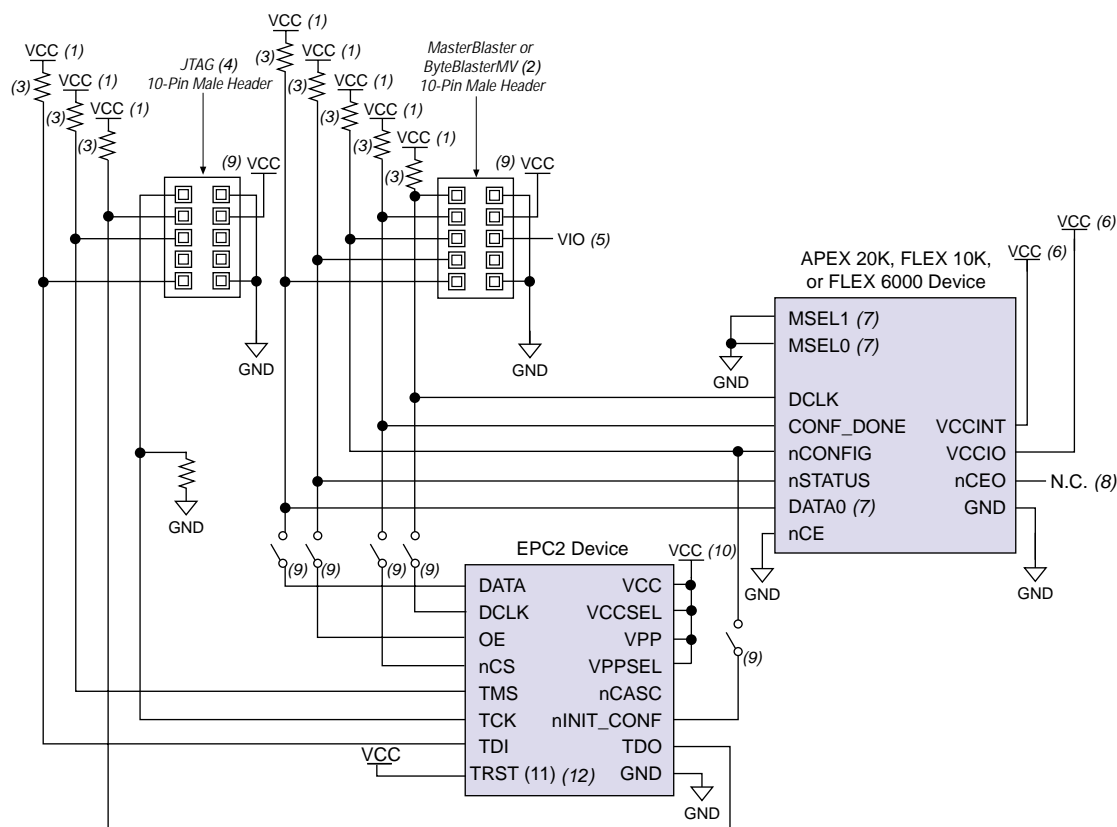 VCC (1)
(3)
VCC (1)
(3)
VCC (1)
(3)
JTAG (4)
10-Pin Male Header
(9)
VCC
GND
VCC (1)
(3)
VCC (1)
(3)
VCC (1)
(3)
VCC (1)
(3)
VCC (1)
(3)
MasterBlaster or
ByteBlasterMV (2)
10-Pin Male Header
(9)
VCC
VIO (5)
GND
VCC (6)
VCC (6)
APEX 20K, FLEX 10K,
or FLEX 6000 Device
MSEL1 (7)
MSEL0 (7)
GND
DCLK
CONF_DONE
nCONFIG
nSTATUS
DATA0 (7)
nCE
VCCINT
VCCIO
nCEO
GND
N.C. (8)
GND
GND
GND
(9)
(9)
(9)
(9)
(9)
EPC2 Device
VCC (10)
DATA
DCLK
OE
nCS
TMS
TCK
TDI
TRST (11) (12)
VCC
VCCSEL
VPP
VPPSEL
nCASC
nINIT_CONF
TDO
GND
VCC
GND